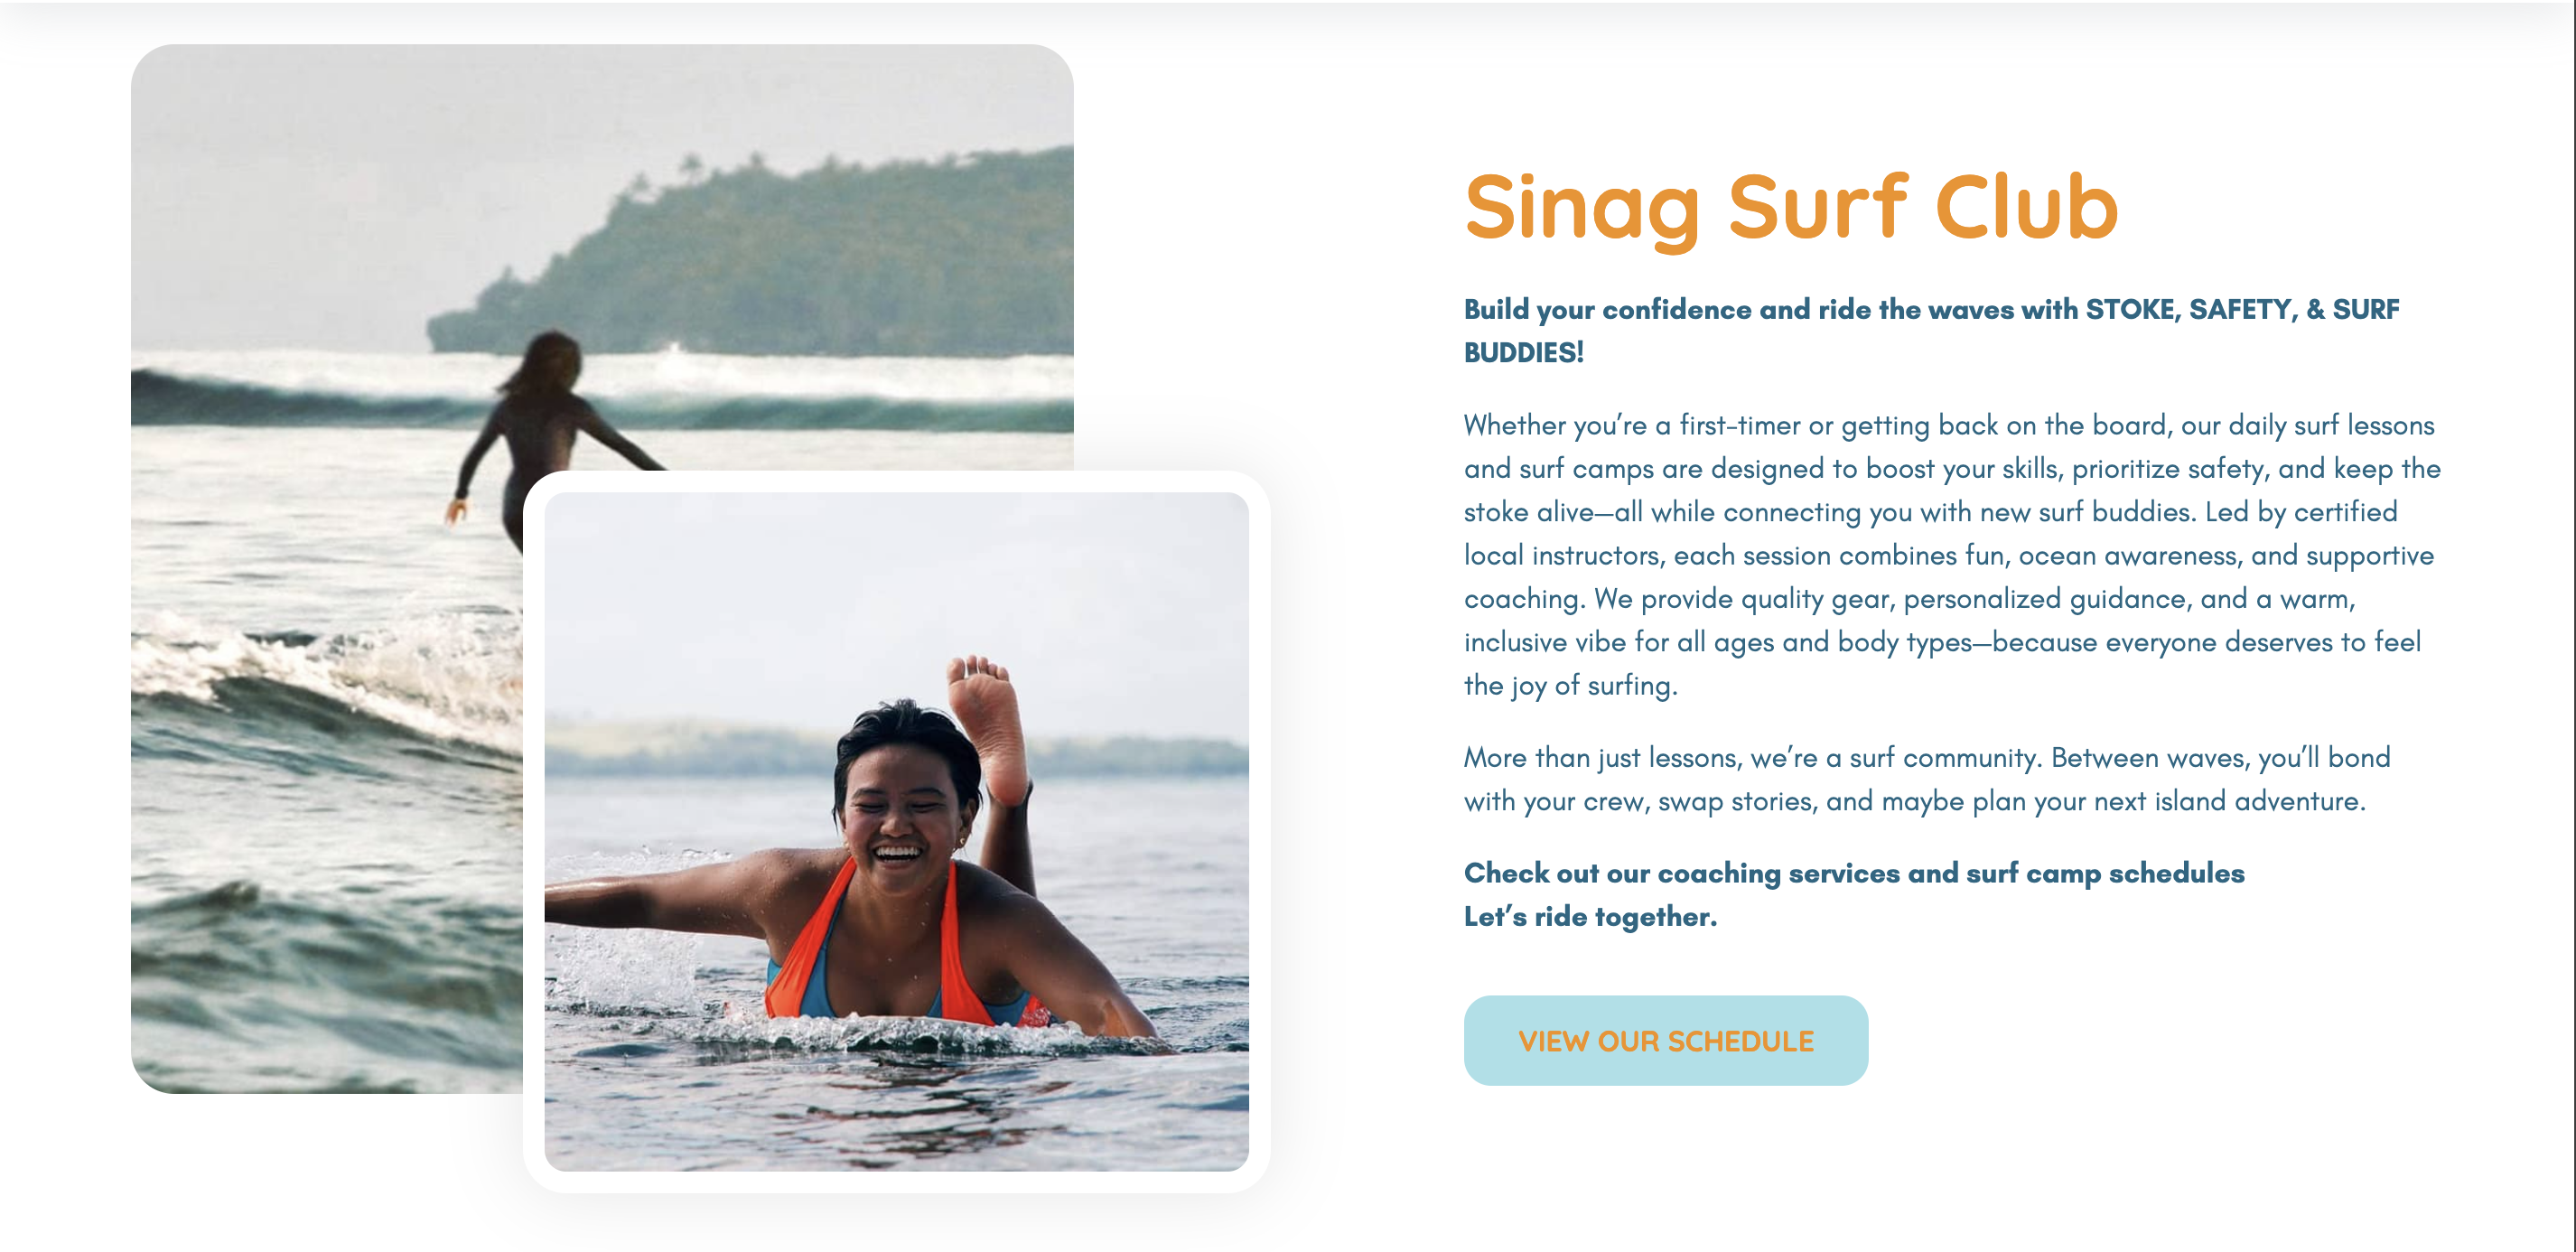 Sinag Surf Club
Build your confidence and ride the waves with STOKE, SAFETY, & SURF
BUDDIES!
Whether you’re a first-timer or getting back on the board, our daily surf lessons
and surf camps are designed to boost your skills, prioritize safety, and keep the
stoke alive—all while connecting you with new surf buddies. Led by certified
local instructors, each session combines fun, ocean awareness, and supportive
coaching. We provide quality gear, personalized guidance, and a warm,
inclusive vibe for all ages and body types—because everyone deserves to feel
the joy of surfing.
More than just lessons, we’re a surf community. Between waves, you’ll bond
with your crew, swap stories, and maybe plan your next island adventure.
Check out our coaching services and surf camp schedules
Let’s ride together.
VIEW OUR SCHEDULE